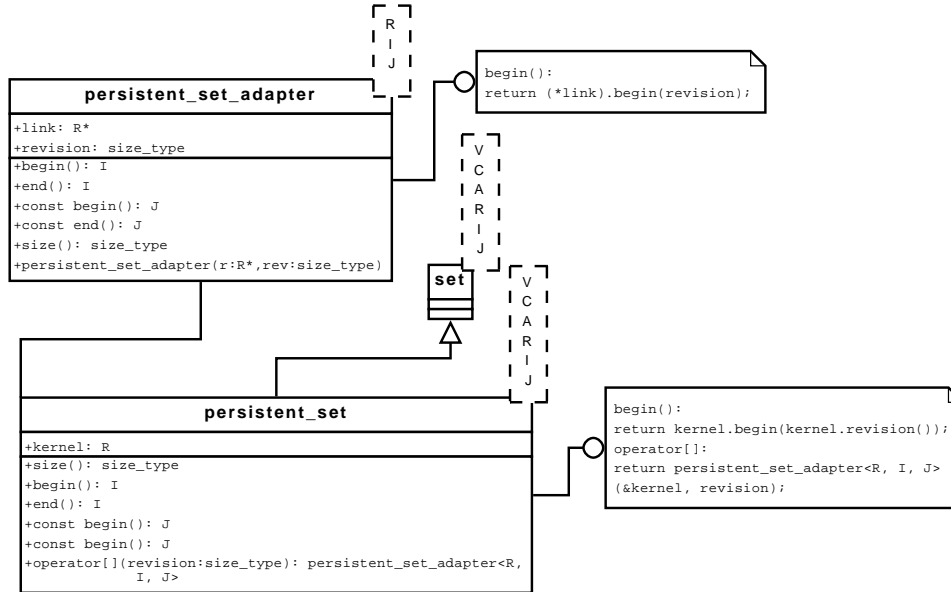 R
I
J
persistent_set_adapter
+link: R*
+revision: size_type
+begin(): I
+end(): I
+const begin(): J
+const end(): J
+size(): size_type
+persistent_set_adapter(r:R*,rev:size_type)
begin():
return (*link).begin(revision);
V
C
A
R
I
J
set
V
C
A
R
I
J
persistent_set
+kernel: R
+size(): size_type
+begin(): I
+end(): I
+const begin(): J
+const begin(): J
+operator[](revision:size_type): persistent_set_adapter<R,
I, J>
begin():
return kernel.begin(kernel.revision());
operator[]:
return persistent_set_adapter<R, I, J>
(&kernel, revision);